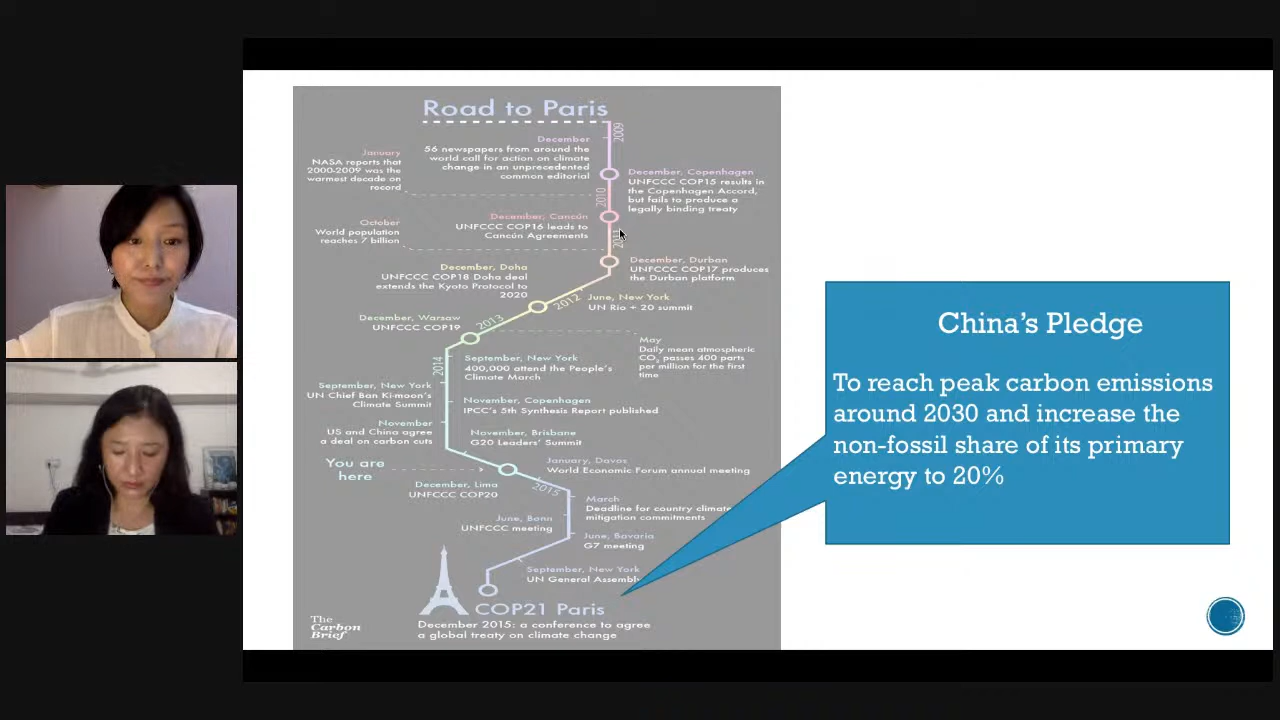 Road to Paris
2009
December
56 newspapers from around the
world call for action on climate
change in an unprecedented
common editorial
January
NASA reports that
2000-2009 was the
warmest decade on
record
December, Copenhagen
UNFCCC COP15 results in
the Copenhagen Accord,
but fails to produce a
legally binding treaty
2010
December, Cancún
UNFCCC COP16 leads to
Cancún Agreements
October
World population
reaches 7 billion
2011
December, Durban
UNFCCC COP17 produces
the Durban platform
December, Doha
UNFCCC COP18 Doha deal
extends the Kyoto Protocol to
2020
2012
June, New York
UN Rio + 20 summit
December, Warsaw
UNFCCC COP19
2013
May
Daily mean atmospheric
CO2 passes 400 parts
per million for the first
time
2014
September, New York
400,000 attend the People's
Climate March
September, New York
UN Chief Ban Ki-moon's
Climate Summit
November, Copenhagen
IPCC's 5th Synthesis Report published
November
US and China agree
a deal on carbon cuts
November, Brisbane
G20 Leaders' Summit
You are
here
January, Davos
World Economic Forum annual meeting
December, Lima
UNFCCC COP20
2015
March
Deadline for country climate
mitigation commitments
June, Bonn
UNFCCC meeting
June, Bavaria
G7 meeting
September, New York
UN General Assembly
COP21 Paris
December 2015: a conference to agree
a global treaty on climate change
The
Carbon
Brief
China's Pledge
To reach peak carbon emissions
around 2030 and increase the
non-fossil share of its primary
energy to 20%